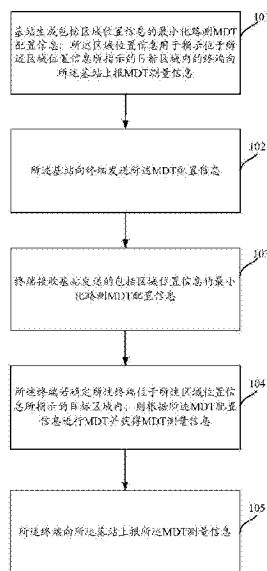 101
基站生成包括区域位置信息的最小化路测MDT
配置信息；所述区域位置信息用于指示位于所
述区域位置信息所指示的目标区域内的终端向
所述基站上报MDT测量信息
102
所述基站向终端发送所述MDT配置信息
103
终端接收基站发送的包括区域位置信息的最小
化路测MDT配置信息
104
所述终端若确定所述终端位于所述区域位置信
息所指示的目标区域内，则根据所述MDT配置
信息进行MDT并获得MDT测量信息
105
所述终端向所述基站上报所述MDT测量信息